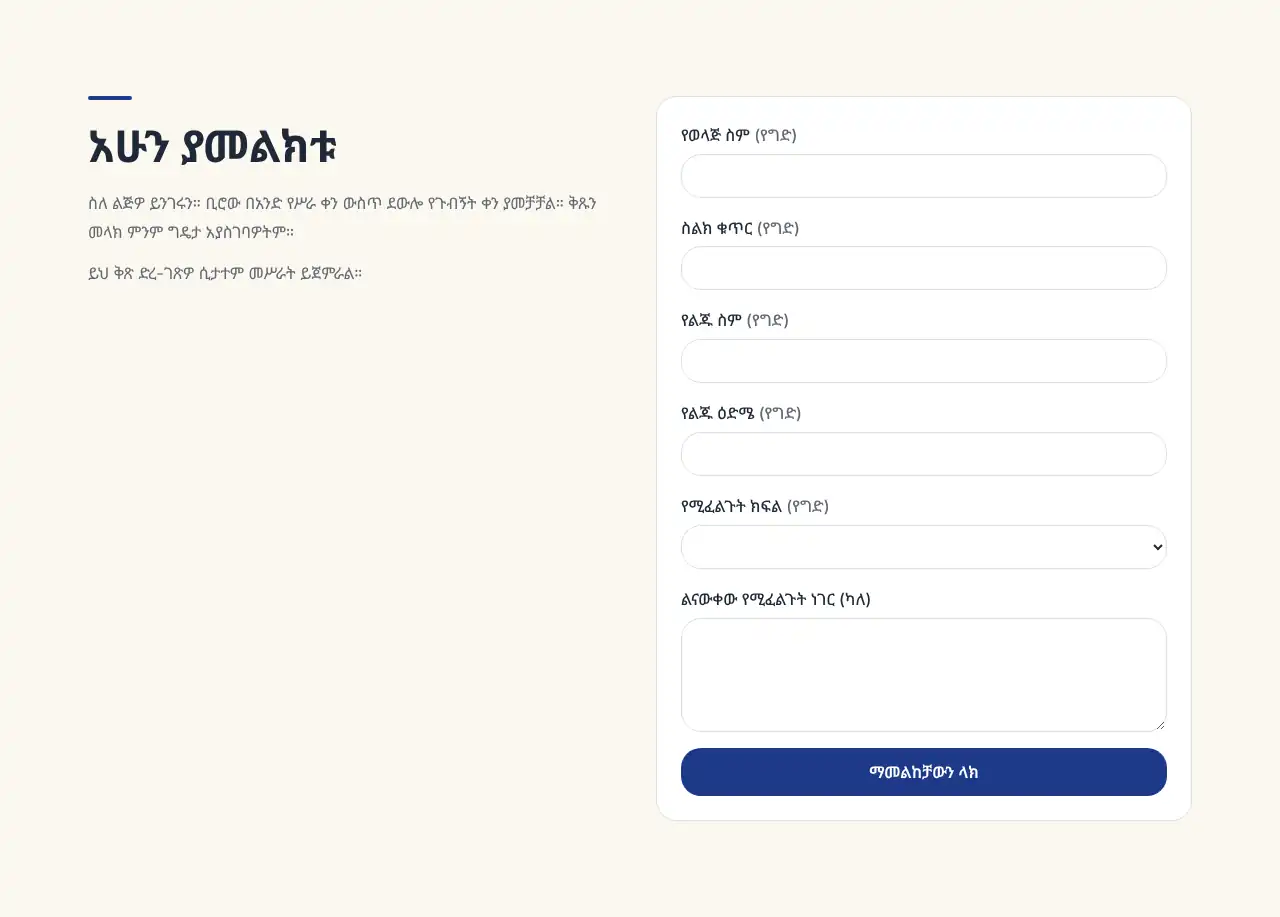 አሁን ያመልክቱ
ስለ ልጅዎ ይንገሩን። ቢሮው በአንድ የሥራ ቀን ውስጥ ደውሎ የጉብኝት ቀን ያመቻቻል። ቅጹን
መላክ ምንም ግዴታ አያስገባዎትም።
ይህ ቅጽ ድረ-ገጽዎ ሲታተም መሥራት ይጀምራል።
የወላጅ ስም (የግድ)
ስልክ ቁጥር (የግድ)
የልጁ ስም (የግድ)
የልጁ ዕድሜ (የግድ)
የሚፈልጉት ክፍል (የግድ)
ልናውቀው የሚፈልጉት ነገር (ካለ)
ማመልከቻውን ላክ